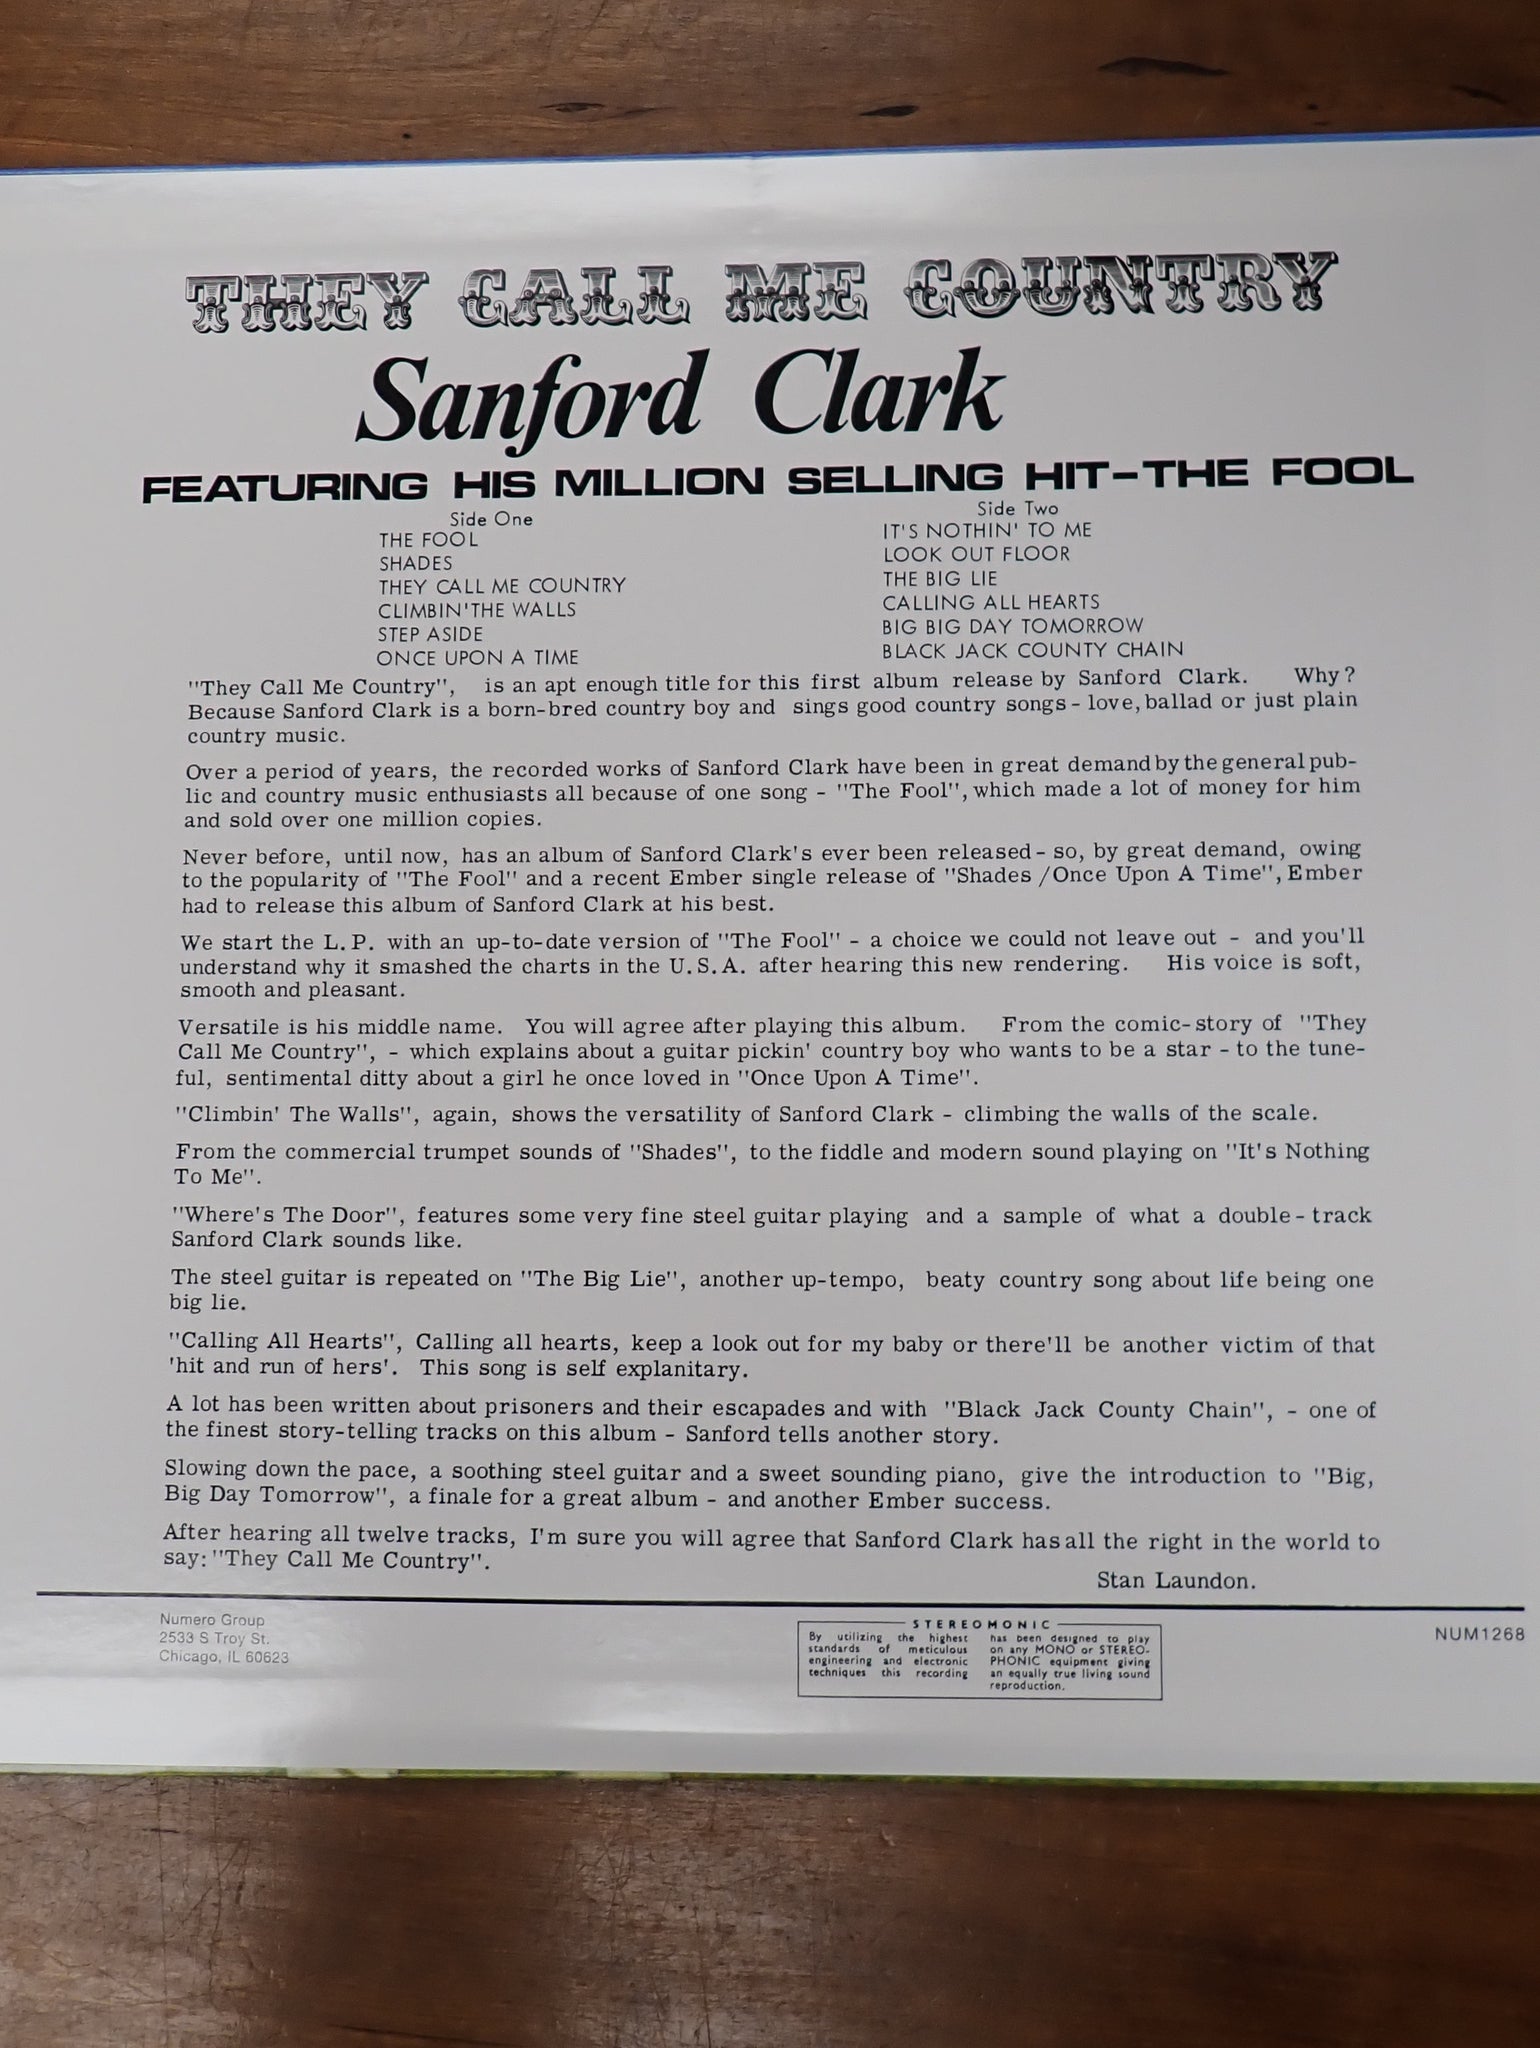 THEY CALL ME COUNTRY
Sanford Clark
FEATURING HIS MILLION SELLING HIT-THE FOOL
Side One
THE FOOL
SHADES
THEY CALL ME COUNTRY
CLIMBIN'THE WALLS
STEP ASIDE
ONCE UPON A TIME
Side Two
IT'S NOTHIN' TO ME
LOOK OUT FLOOR
THE BIG LIE
CALLING ALL HEARTS
BIG BIG DAY TOMORROW
BLACK JACK COUNTY CHAIN
"They Call Me Country", is an apt enough title for this first album release by Sanford Clark. Why?
Because Sanford Clark is a born-bred country boy and sings good country songs - love, ballad or just plain
country music.
Over a period of years, the recorded works of Sanford Clark have been in great demand by the general pub-
lic and country music enthusiasts all because of one song - "The Fool", which made a lot of money for him
and sold over one million copies.
Never before, until now, has an album of Sanford Clark's ever been released - so, by great demand, owing
to the popularity of "The Fool" and a recent Ember single release of "Shades /Once Upon A Time", Ember
had to release this album of Sanford Clark at his best.
We start the L.P. with an up-to-date version of "The Fool" - a choice we could not leave out - and you'll
understand why it smashed the charts in the U.S.A. after hearing this new rendering. His voice is soft,
smooth and pleasant.
Versatile is his middle name. You will agree after playing this album. From the comic-story of "They
Call Me Country", - which explains about a guitar pickin' country boy who wants to be a star - to the tune-
ful, sentimental ditty about a girl he once loved in "Once Upon A Time".
"Climbin' The Walls", again, shows the versatility of Sanford Clark - climbing the walls of the scale.
From the commercial trumpet sounds of "Shades", to the fiddle and modern sound playing on "It's Nothing
To Me".
"Where's The Door", features some very fine steel guitar playing and a sample of what a double-track
Sanford Clark sounds like.
The steel guitar is repeated on "The Big Lie", another up-tempo, beaty country song about life being one
big lie.
"Calling All Hearts", Calling all hearts, keep a look out for my baby or there'll be another victim of that
'hit and run of hers'. This song is self explanitary.
A lot has been written about prisoners and their escapades and with "Black Jack County Chain", - one of
the finest story-telling tracks on this album - Sanford tells another story.
Slowing down the pace, a soothing steel guitar and a sweet sounding piano, give the introduction to "Big,
Big Day Tomorrow", a finale for a great album - and another Ember success.
After hearing all twelve tracks, I'm sure you will agree that Sanford Clark has all the right in the world to
say: "They Call Me Country".
Stan Laundon.
Numero Group
2533 S Troy St.
Chicago, IL 60623
STEREOMONIC
By utilizing the highest
standards of meticulous
engineering and electronic
techniques this recording
has been designed to play
on any MONO or STEREO-
PHONIC equipment giving
an equally true living sound
reproduction.
NUM1268